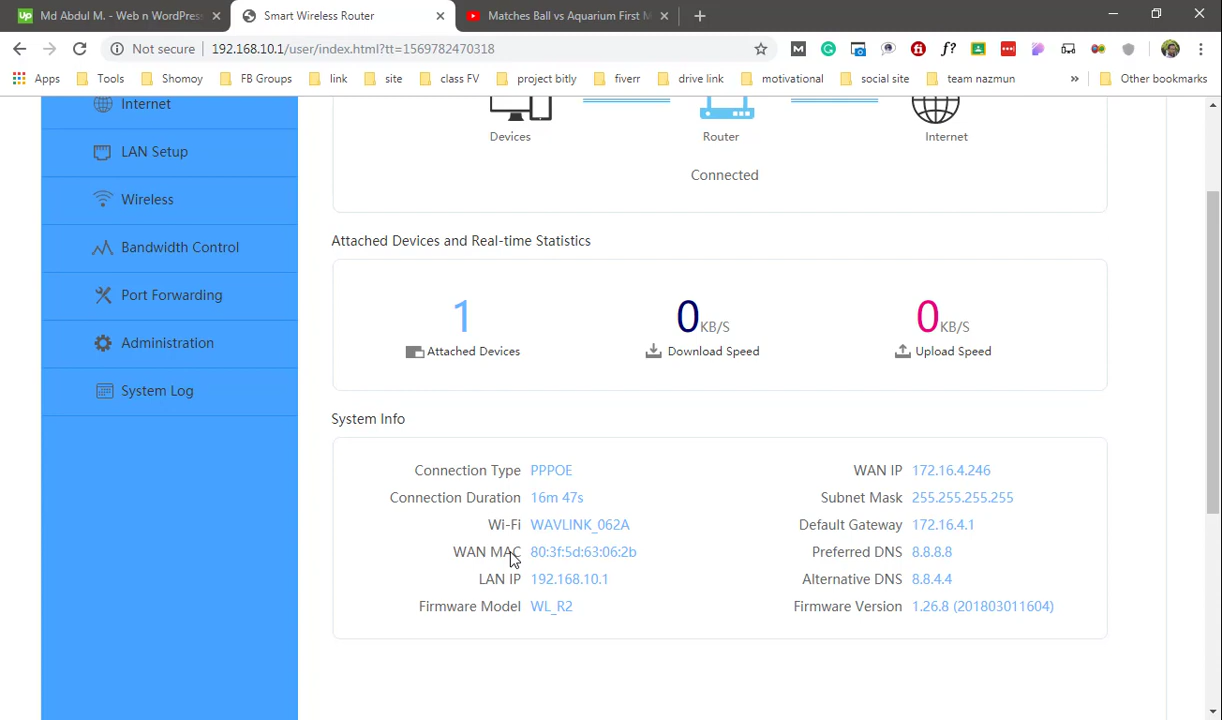 Md Abdul M. - Web n WordPress
Smart Wireless Router
Matches Ball vs Aquarium First M
Not secure | 192.168.10.1/user/index.html?tt=1569782470318
Apps Tools Shomoy FB Groups link site class FV project bitly fiverr drive link motivational social site team nazmun » Other bookmarks
Internet
LAN Setup
Wireless
Bandwidth Control
Port Forwarding
Administration
System Log
Devices Router Internet
Connected
Attached Devices and Real-time Statistics
1 0KB/S 0KB/S
Attached Devices Download Speed Upload Speed
System Info
Connection Type PPPOE WAN IP 172.16.4.246
Connection Duration 16m 47s Subnet Mask 255.255.255.255
Wi-Fi WAVLINK_062A Default Gateway 172.16.4.1
WAN MAC 80:3f:5d:63:06:2b Preferred DNS 8.8.8.8
LAN IP 192.168.10.1 Alternative DNS 8.8.4.4
Firmware Model WL_R2 Firmware Version 1.26.8 (201803011604)